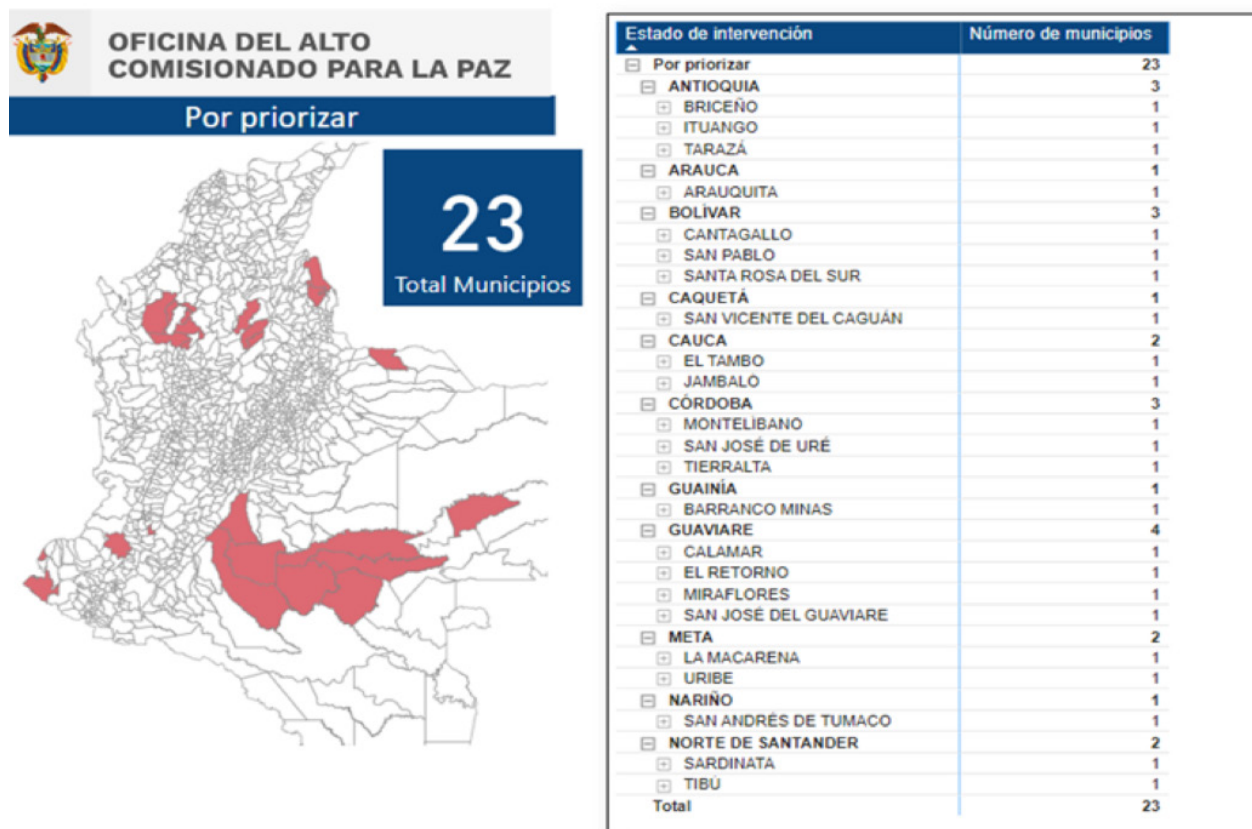 OFICINA DEL ALTO
COMISIONADO PARA LA PAZ
Por priorizar
23
Total Municipios
Estado de intervención Número de municipios
Por priorizar 23
ANTIOQUIA 3
BRICEÑO 1
ITUANGO 1
TARAZÁ 1
ARAUCA 1
ARAUQUITA 1
BOLÍVAR 3
CANTAGALLO 1
SAN PABLO 1
SANTA ROSA DEL SUR 1
CAQUETÁ 1
SAN VICENTE DEL CAGUÁN 1
CAUCA 2
EL TAMBO 1
JAMBALÓ 1
CÓRDOBA 3
MONTELÍBANO 1
SAN JOSÉ DE URÉ 1
TIERRALTA 1
GUAINÍA 1
BARRANCO MINAS 1
GUAVIARE 4
CALAMAR 1
EL RETORNO 1
MIRAFLORES 1
SAN JOSÉ DEL GUAVIARE 1
META 2
LA MACARENA 1
URIBE 1
NARIÑO 1
SAN ANDRÉS DE TUMACO 1
NORTE DE SANTANDER 2
SARDINATA 1
TIBÚ 1
Total 23